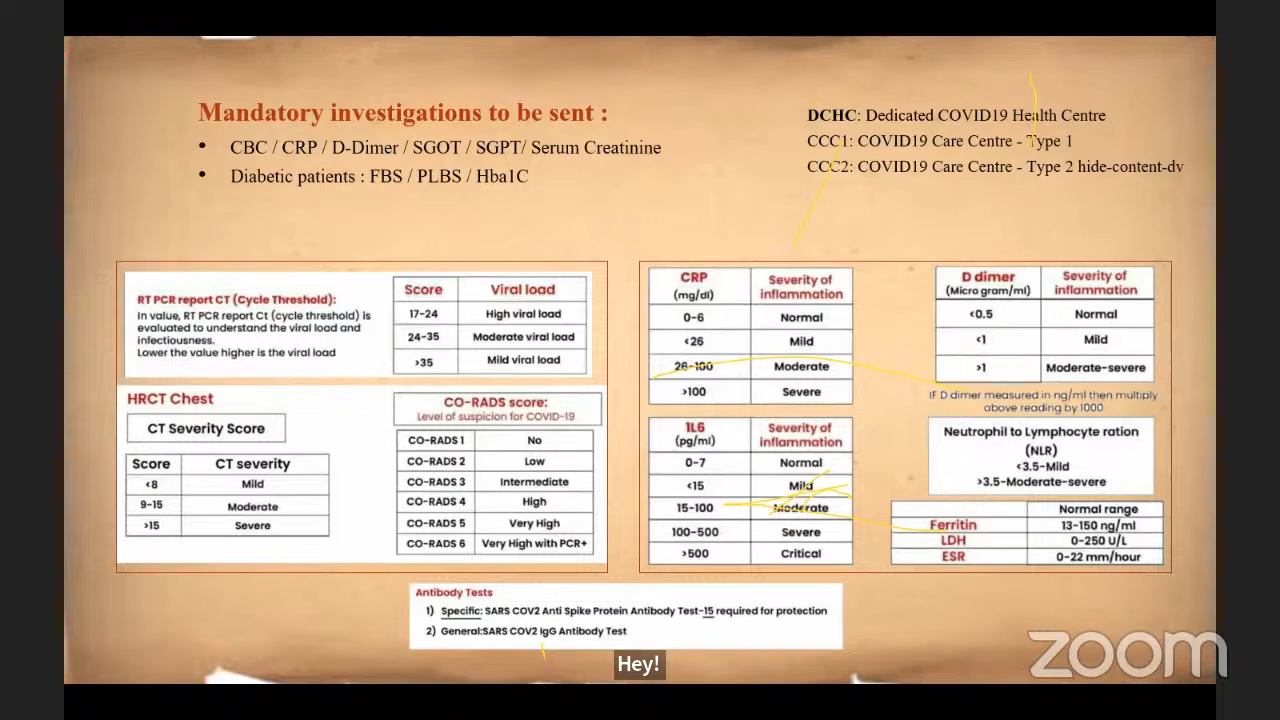 Mandatory investigations to be sent :
• CBC / CRP / D-Dimer / SGOT / SGPT/ Serum Creatinine
• Diabetic patients : FBS / PLBS / Hba1C
DCHC: Dedicated COVID19 Health Centre
CCC1: COVID19 Care Centre - Type 1
CCC2: COVID19 Care Centre - Type 2 hide-content-dv
RT PCR report CT (Cycle Threshold):
In value, RT PCR report Ct (cycle threshold) is
evaluated to understand the viral load and
infectiousness.
Lower the value higher is the viral load
Score Viral load
17-24 High viral load
24-35 Moderate viral load
>35 Mild viral load
HRCT Chest
CT Severity Score
Score CT severity
<8 Mild
9-15 Moderate
>15 Severe
CO-RADS score:
Level of suspicion for COVID-19
CO-RADS 1 No
CO-RADS 2 Low
CO-RADS 3 Intermediate
CO-RADS 4 High
CO-RADS 5 Very High
CO-RADS 6 Very High with PCR+
CRP (mg/dl) Severity of inflammation
0-6 Normal
<26 Mild
26-100 Moderate
>100 Severe
1L6 (pg/ml) Severity of inflammation
0-7 Normal
<15 Mild
15-100 Moderate
100-500 Severe
>500 Critical
D dimer (Micro gram/ml) Severity of inflammation
<0.5 Normal
<1 Mild
>1 Moderate-severe
IF D dimer measured in ng/ml then multiply
above reading by 1000
Neutrophil to Lymphocyte ration
(NLR)
<3.5-Mild
>3.5-Moderate-severe
Normal range
Ferritin 13-150 ng/ml
LDH 0-250 U/L
ESR 0-22 mm/hour
Antibody Tests
1) Specific: SARS COV2 Anti Spike Protein Antibody Test-15 required for protection
2) General:SARS COV2 IgG Antibody Test
Hey!
zoom